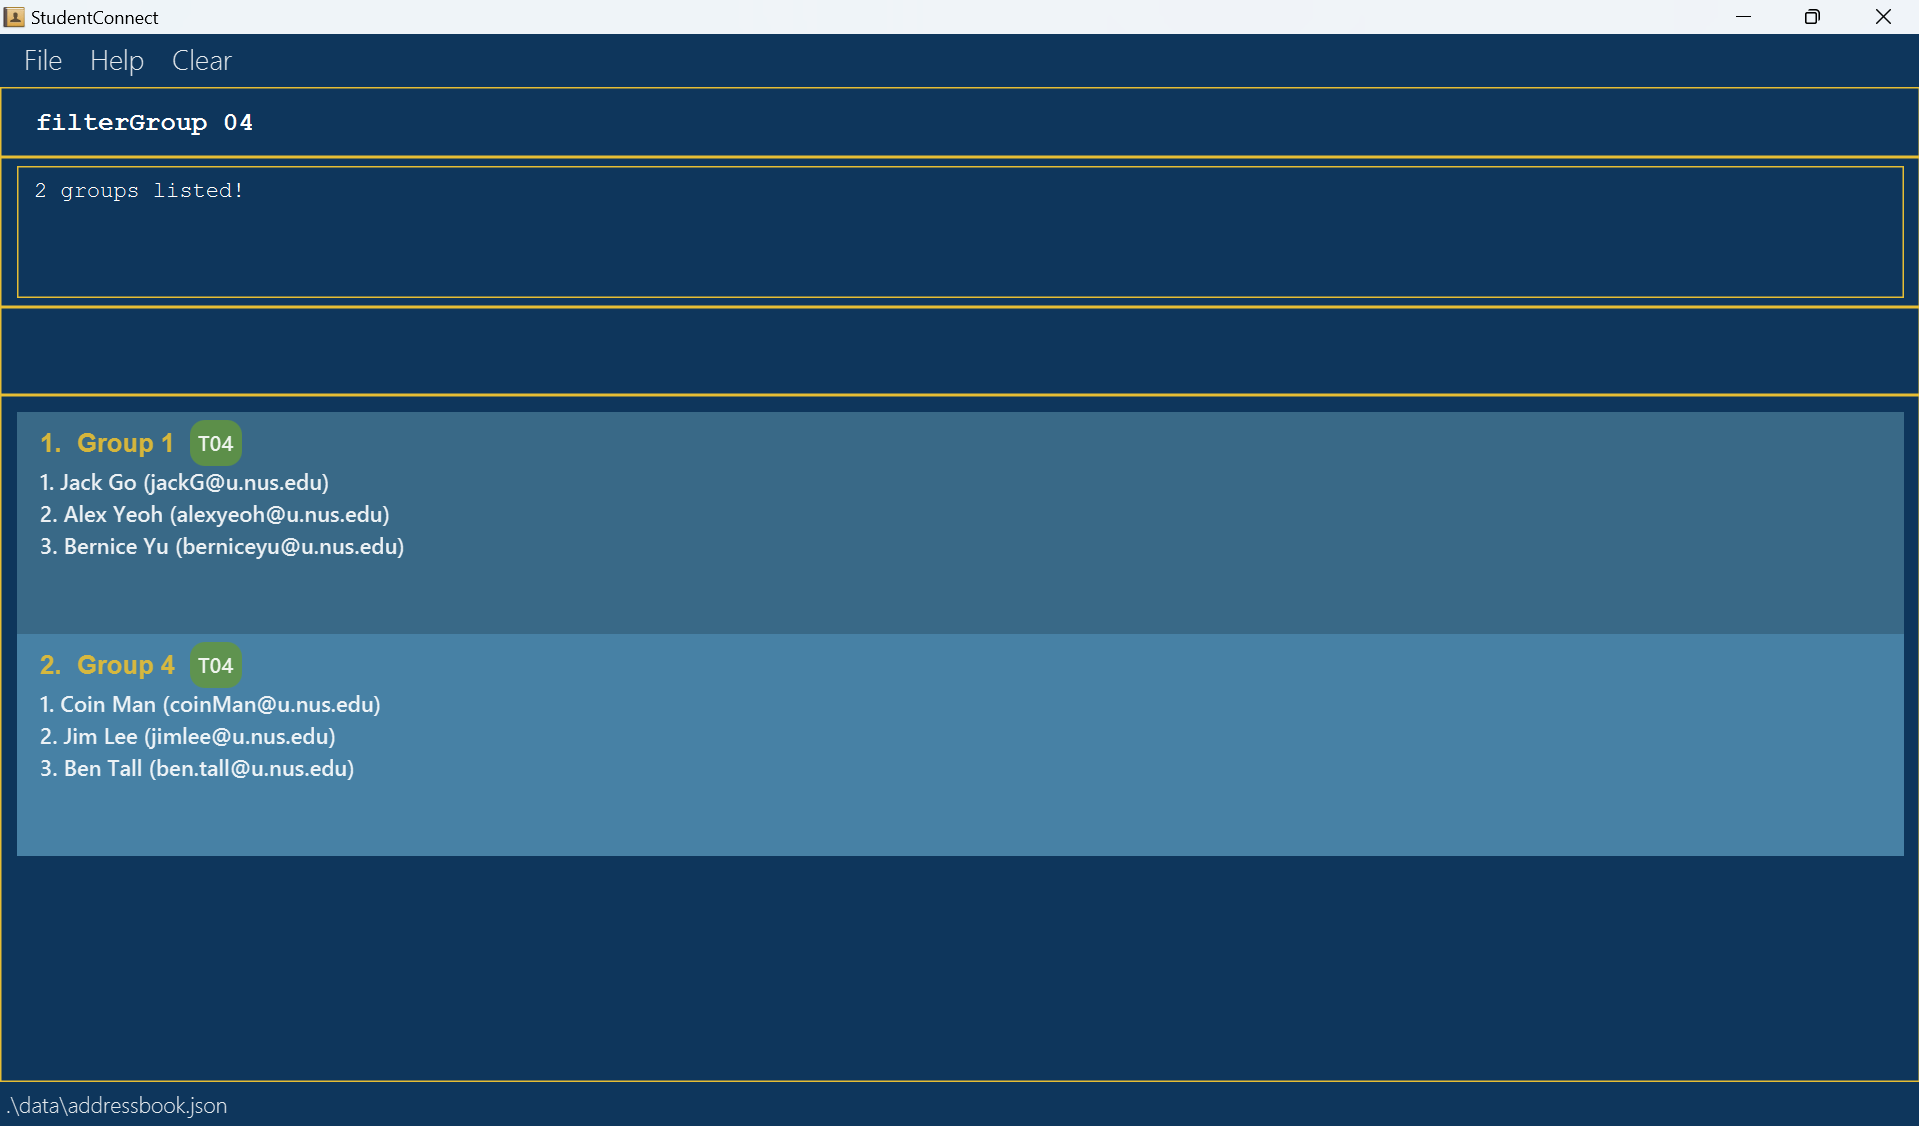 StudentConnect
File Help Clear
filterGroup 04
2 groups listed!
1. Group 1 T04
1. Jack Go (jackG@u.nus.edu)
2. Alex Yeoh (alexyeoh@u.nus.edu)
3. Bernice Yu (berniceyu@u.nus.edu)
2. Group 4 T04
1. Coin Man (coinMan@u.nus.edu)
2. Jim Lee (jimlee@u.nus.edu)
3. Ben Tall (ben.tall@u.nus.edu)
.\data\addressbook.json